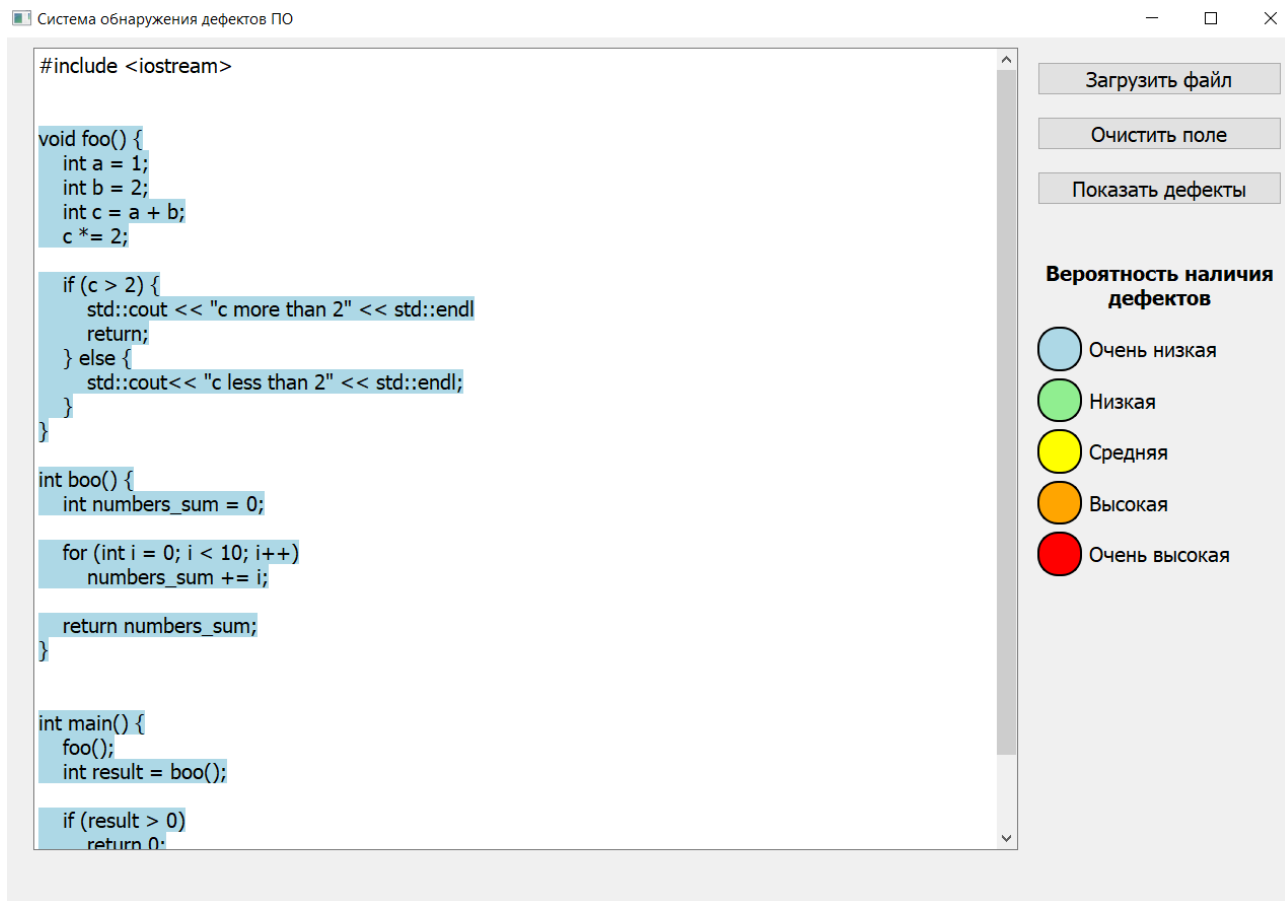 Система обнаружения дефектов ПО
#include <iostream>
void foo() {
int a = 1;
int b = 2;
int c = a + b;
c *= 2;
if (c > 2) {
std::cout << "c more than 2" << std::endl
return;
} else {
std::cout<< "c less than 2" << std::endl;
}
}
int boo() {
int numbers_sum = 0;
for (int i = 0; i < 10; i++)
numbers_sum += i;
return numbers_sum;
}
int main() {
foo();
int result = boo();
if (result > 0)
return 0;
Загрузить файл
Очистить поле
Показать дефекты
Вероятность наличия
дефектов
Очень низкая
Низкая
Средняя
Высокая
Очень высокая